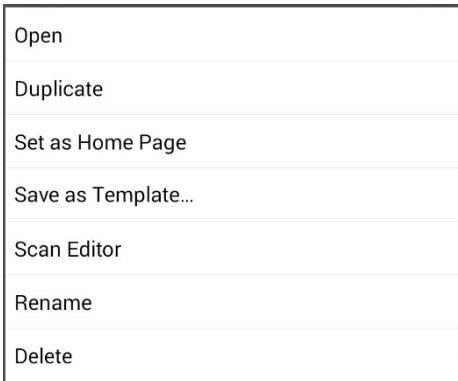 Open
Duplicate
Set as Home Page
Save as Template...
Scan Editor
Rename
Delete